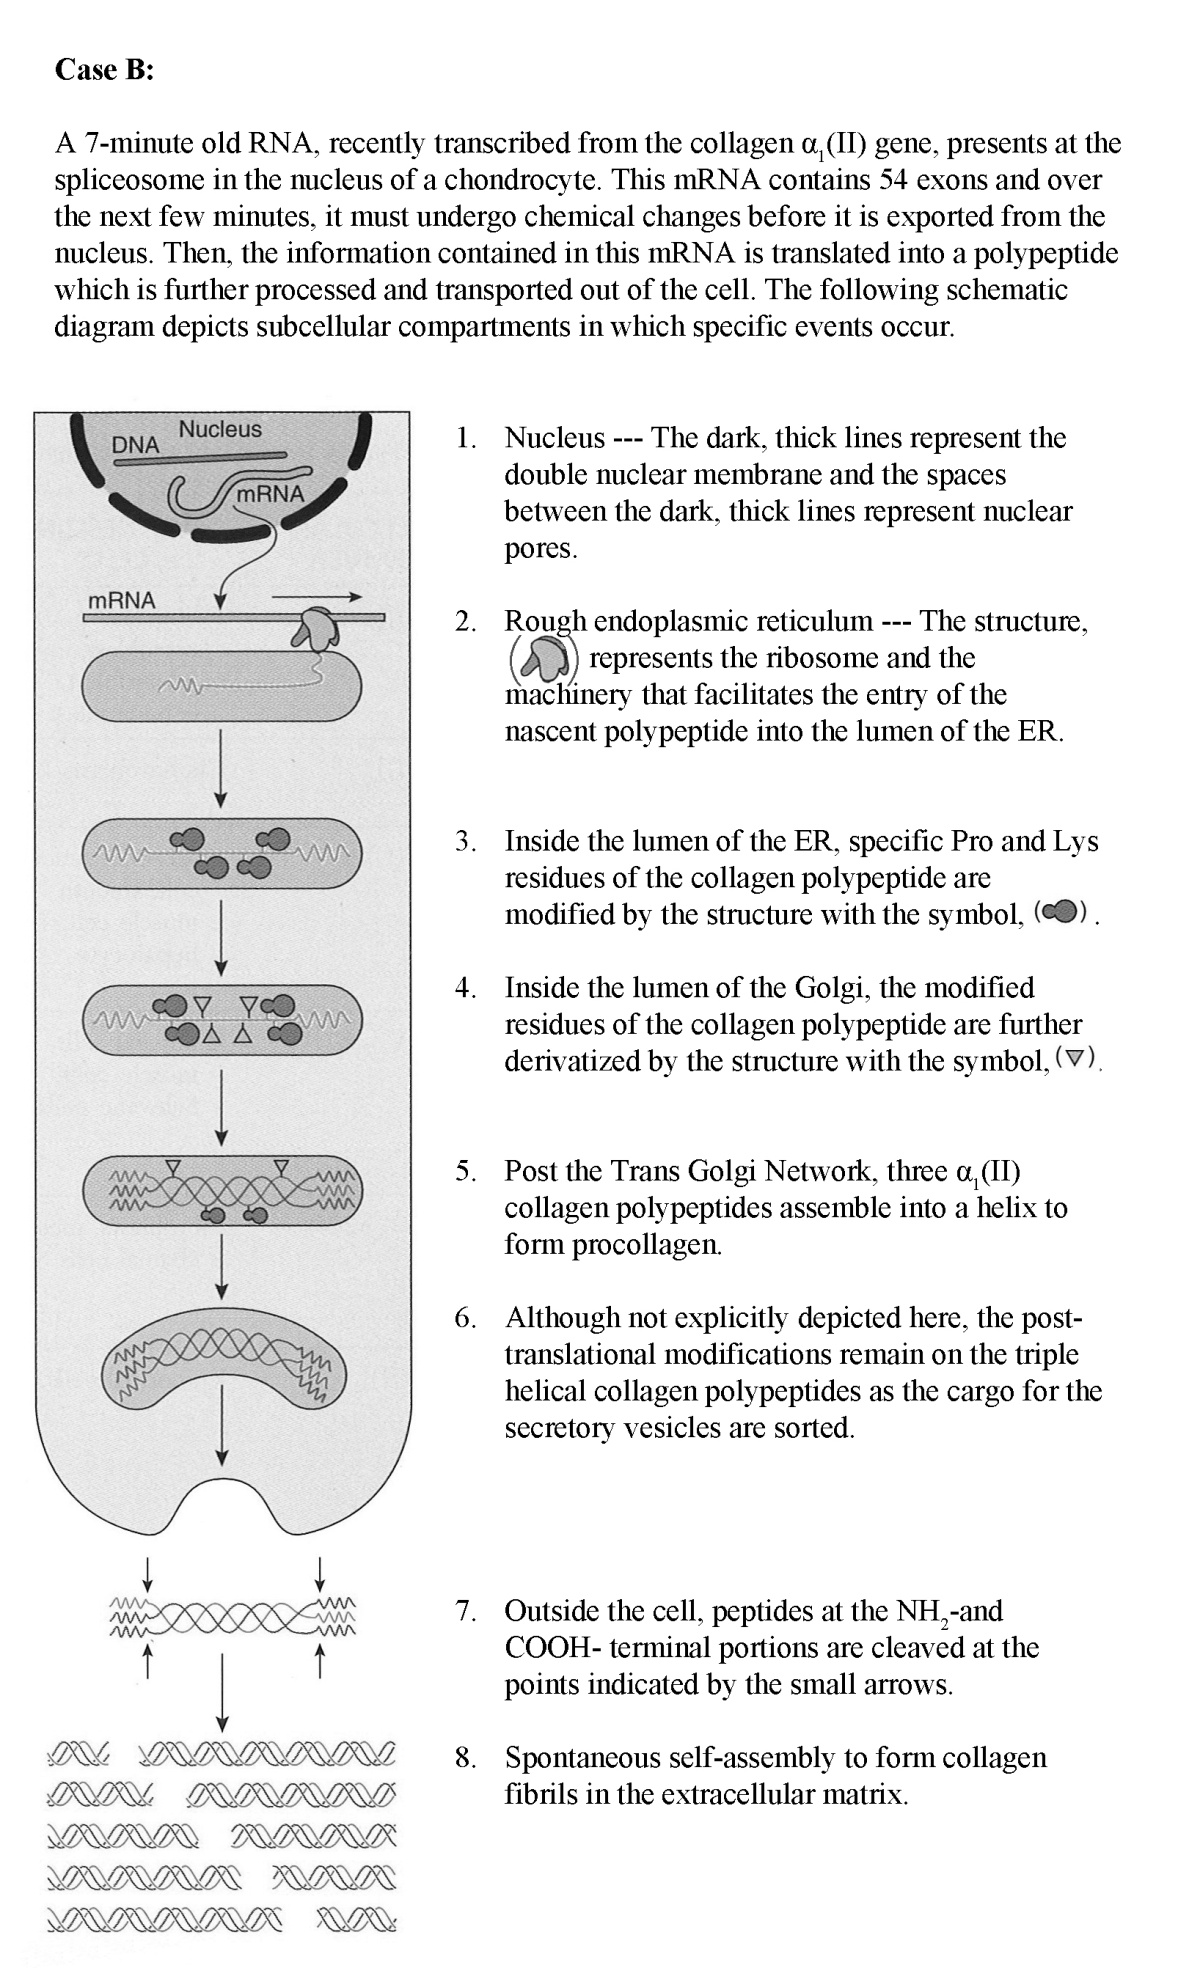 Case B:
A 7-minute old RNA, recently transcribed from the collagen α₁(II) gene, presents at the
spliceosome in the nucleus of a chondrocyte. This mRNA contains 54 exons and over
the next few minutes, it must undergo chemical changes before it is exported from the
nucleus. Then, the information contained in this mRNA is translated into a polypeptide
which is further processed and transported out of the cell. The following schematic
diagram depicts subcellular compartments in which specific events occur.
Nucleus
DNA
mRNA
mRNA
1. Nucleus --- The dark, thick lines represent the
double nuclear membrane and the spaces
between the dark, thick lines represent nuclear
pores.
2. Rough endoplasmic reticulum --- The structure,
( ) represents the ribosome and the
machinery that facilitates the entry of the
nascent polypeptide into the lumen of the ER.
3. Inside the lumen of the ER, specific Pro and Lys
residues of the collagen polypeptide are
modified by the structure with the symbol, ( ).
4. Inside the lumen of the Golgi, the modified
residues of the collagen polypeptide are further
derivatized by the structure with the symbol, (▽).
5. Post the Trans Golgi Network, three α₁(II)
collagen polypeptides assemble into a helix to
form procollagen.
6. Although not explicitly depicted here, the post-
translational modifications remain on the triple
helical collagen polypeptides as the cargo for the
secretory vesicles are sorted.
7. Outside the cell, peptides at the NH₂-and
COOH- terminal portions are cleaved at the
points indicated by the small arrows.
8. Spontaneous self-assembly to form collagen
fibrils in the extracellular matrix.